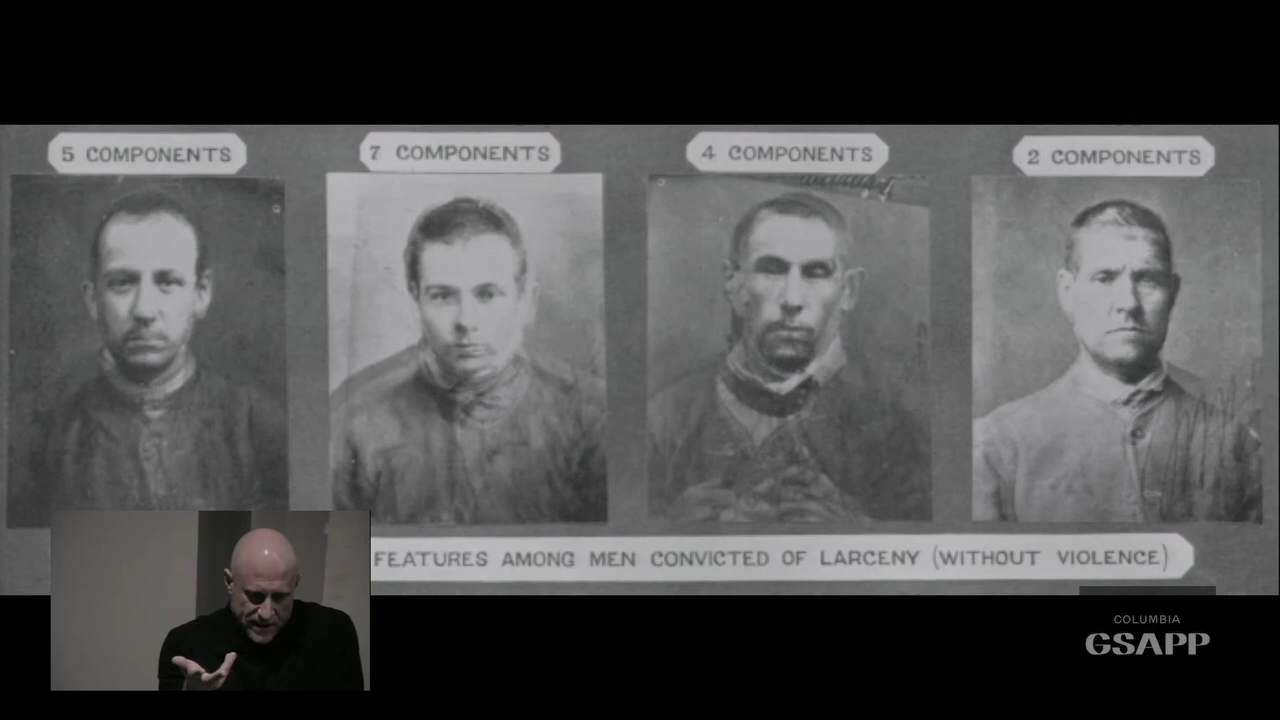 5 COMPONENTS
7 COMPONENTS
4 COMPONENTS
2 COMPONENTS
FEATURES AMONG MEN CONVICTED OF LARCENY (WITHOUT VIOLENCE)
COLUMBIA
GSAPP